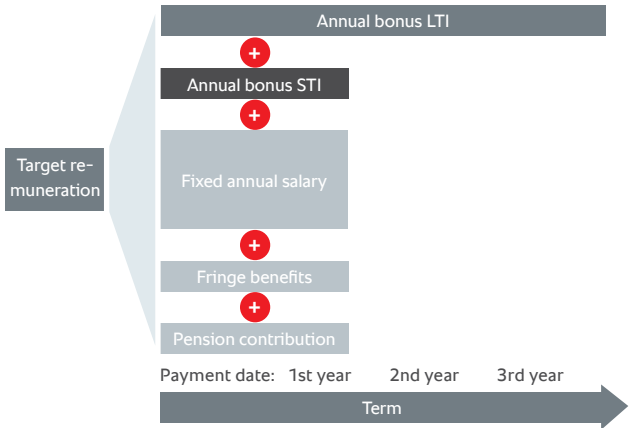 Annual bonus LTI
+
Annual bonus STI
+
Target re-
muneration
Fixed annual salary
+
Fringe benefits
+
Pension contribution
Payment date: 1st year 2nd year 3rd year
Term